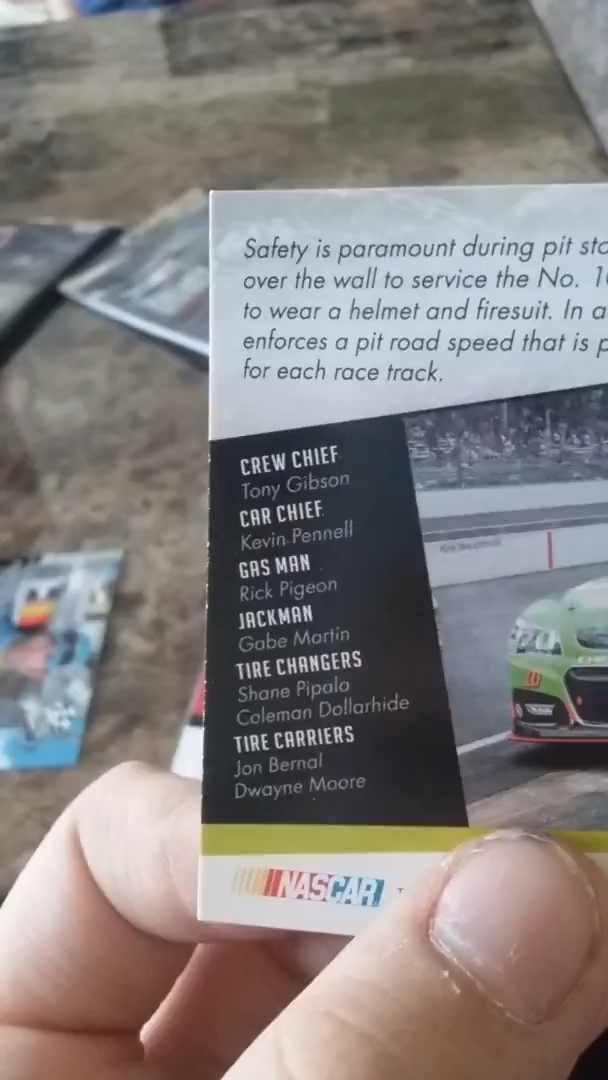 Safety is paramount during pit sto
over the wall to service the No. 1
to wear a helmet and firesuit. In a
enforces a pit road speed that is p
for each race track.
CREW CHIEF
Tony Gibson
CAR CHIEF
Kevin Pennell
GAS MAN
Rick Pigeon
JACKMAN
Gabe Martin
TIRE CHANGERS
Shane Pipala
Coleman Dollarhide
TIRE CARRIERS
Jon Bernal
Dwayne Moore
NASCAR